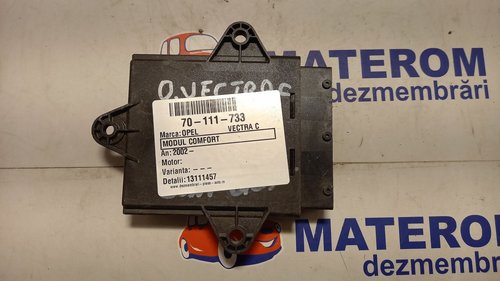 O.VECTRA C
70-111-733
Marca: OPEL VECTRA C
MODUL COMFORT
An: 2002 -
Motor:
Varianta: - - -
Detalii: 13111457
MATEROM
dezmembrări
MATEROM
dezmembrări